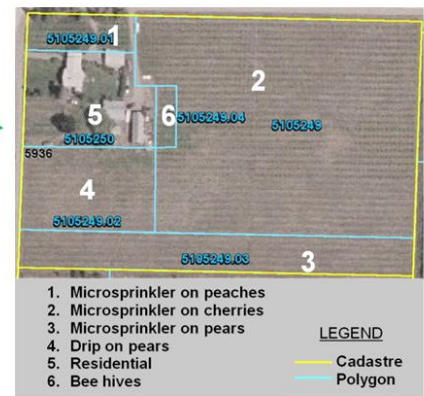 5105249.01
1
2
5
6
5105249.04
5105249
5105250
5936
4
5105249.02
5105249.03
3
1. Microsprinkler on peaches
2. Microsprinkler on cherries
3. Microsprinkler on pears
4. Drip on pears
5. Residential
6. Bee hives
LEGEND
Cadastre
Polygon